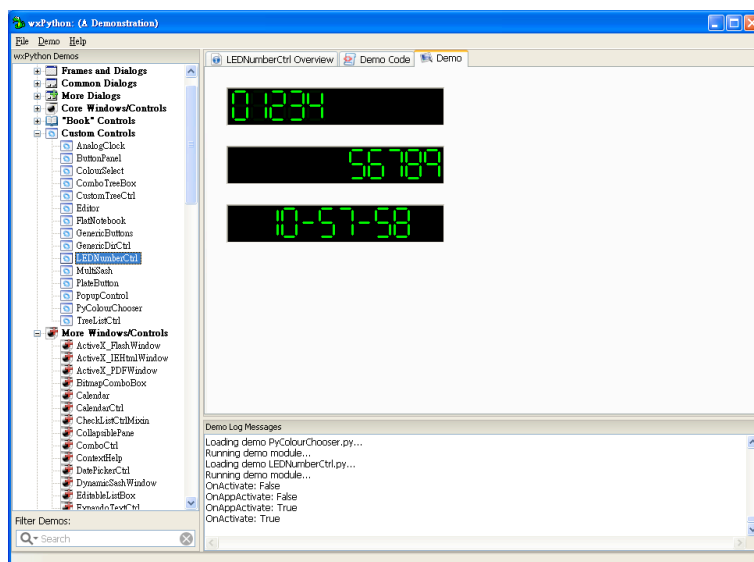 wxPython: (A Demonstration)
File Demo Help
wxPython Demos
Frames and Dialogs
Common Dialogs
More Dialogs
Core Windows/Controls
"Book" Controls
Custom Controls
AnalogClock
ButtonPanel
ColourSelect
ComboTreeBox
CustomTreeCtrl
Editor
FlatNotebook
GenericButtons
GenericDirCtrl
LEDNumberCtrl
MultiSash
PlateButton
PopupControl
PyColourChooser
TreeListCtrl
More Windows/Controls
ActiveX_FlashWindow
ActiveX_IEHtmlWindow
ActiveX_PDFWindow
BitmapComboBox
Calendar
CalendarCtrl
CheckListCtrlMixin
CollapsiblePane
ComboCtrl
ContextHelp
DatePickerCtrl
DynamicSashWindow
EditableListBox
ExpandoTextCtrl
Filter Demos:
Search
LEDNumberCtrl Overview Demo Code Demo
01234
56789
10-57-58
Demo Log Messages
Loading demo PyColourChooser.py...
Running demo module...
Loading demo LEDNumberCtrl.py...
Running demo module...
OnActivate: False
OnAppActivate: False
OnAppActivate: True
OnActivate: True